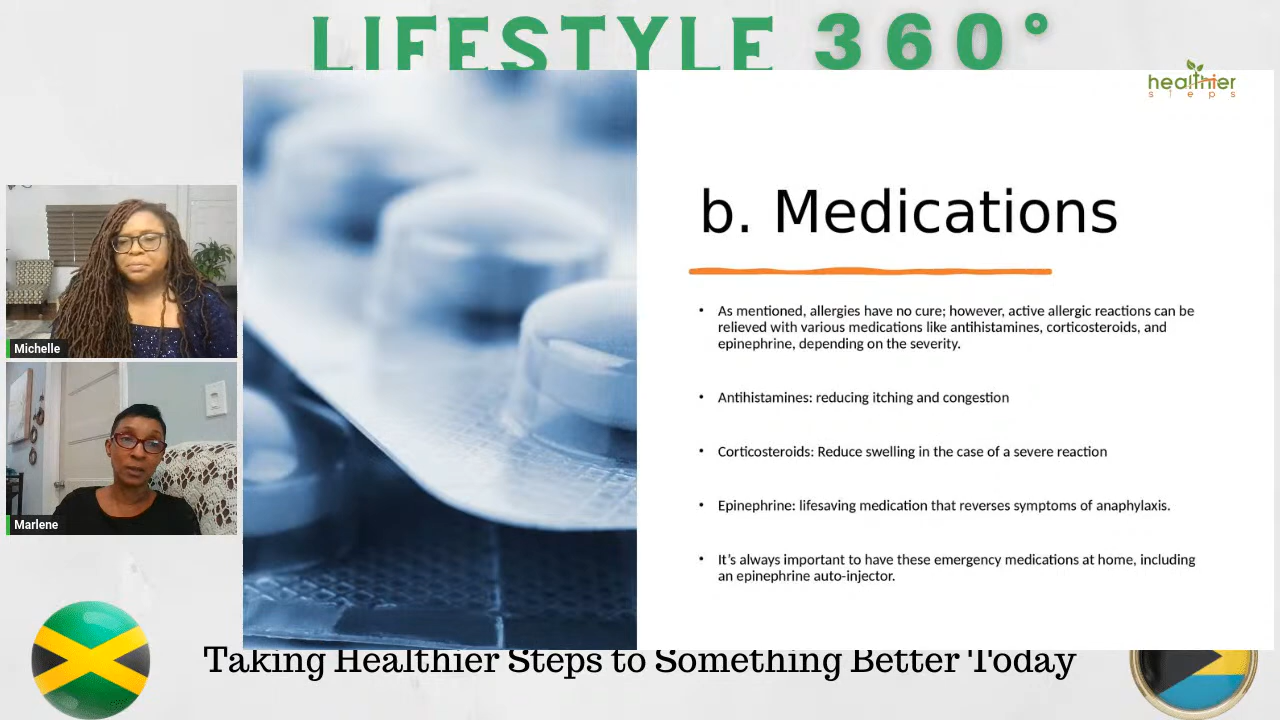 LIFESTYLE 360°
healthier
steps
b. Medications
• As mentioned, allergies have no cure; however, active allergic reactions can be
relieved with various medications like antihistamines, corticosteroids, and
epinephrine, depending on the severity.
• Antihistamines: reducing itching and congestion
• Corticosteroids: Reduce swelling in the case of a severe reaction
• Epinephrine: lifesaving medication that reverses symptoms of anaphylaxis.
• It's always important to have these emergency medications at home, including
an epinephrine auto-injector.
Michelle
Marlene
Taking Healthier Steps to Something Better Today